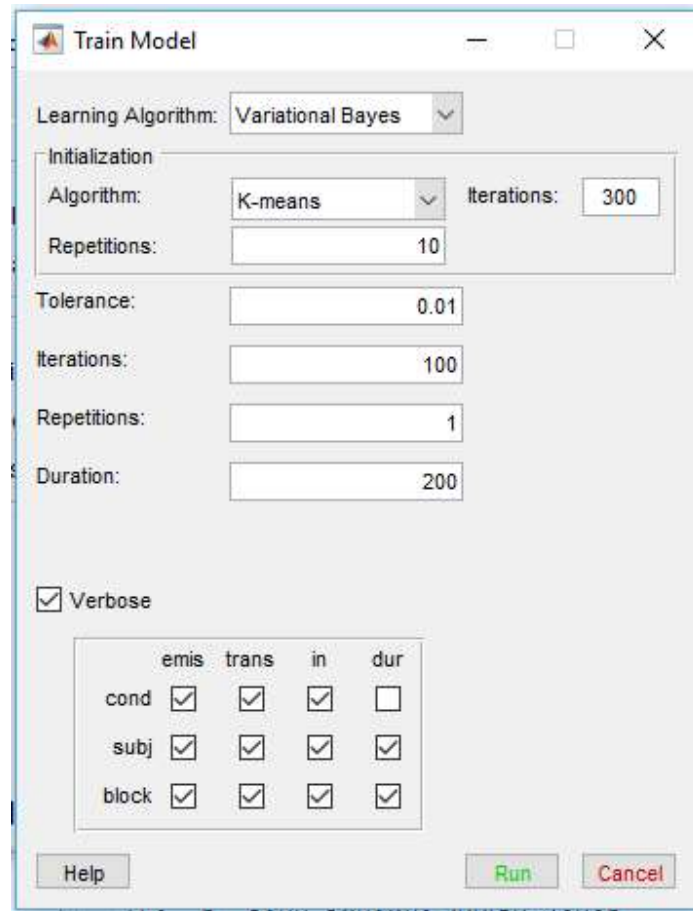 Train Model
Learning Algorithm: Variational Bayes
Initialization
Algorithm: K-means Iterations: 300
Repetitions: 10
Tolerance: 0.01
Iterations: 100
Repetitions: 1
Duration: 200
Verbose
emis trans in dur
cond
subj
block
Help Run Cancel